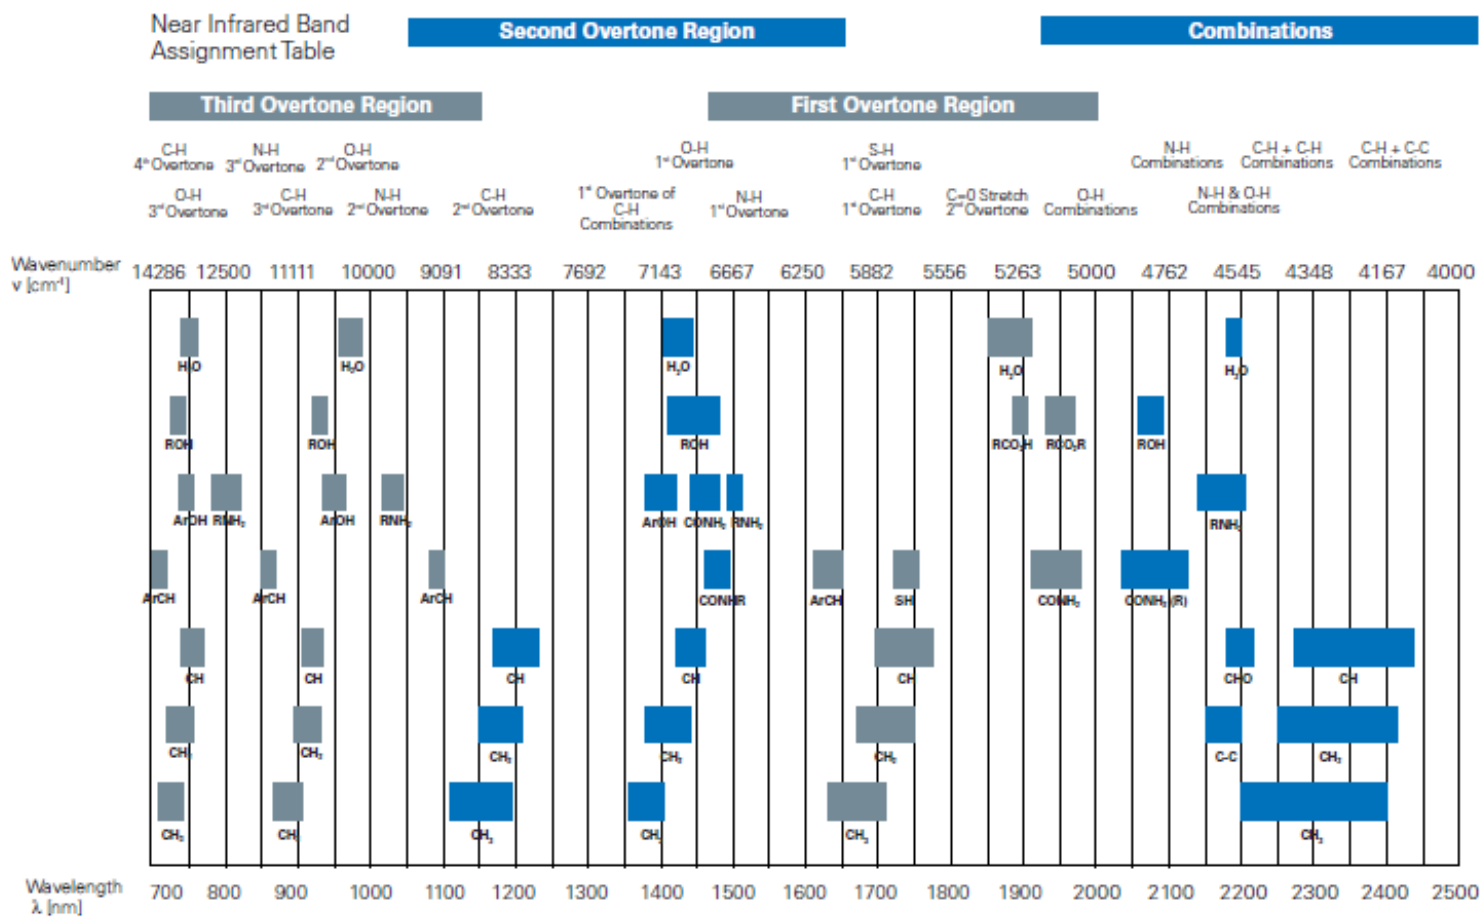 Near Infrared Band
Assignment Table
Second Overtone Region
Combinations
Third Overtone Region
First Overtone Region
C-H
4th Overtone
N-H
3rd Overtone
O-H
2nd Overtone
O-H
1st Overtone
S-H
1st Overtone
N-H
Combinations
C-H + C-H
Combinations
C-H + C-C
Combinations
O-H
3rd Overtone
C-H
3rd Overtone
N-H
2nd Overtone
C-H
2nd Overtone
1st Overtone of
C-H
Combinations
N-H
1st Overtone
C-H
1st Overtone
C=0 Stretch
2nd Overtone
O-H
Combinations
N-H & O-H
Combinations
Wavenumber
ν [cm⁻¹]
14286 12500 11111 10000 9091 8333 7692 7143 6667 6250 5882 5556 5263 5000 4762 4545 4348 4167 4000
H₂O H₂O H₂O H₂O H₂O
ROH ROH ROH RCO₂H RCO₂R ROH
ArOH RNH₂ ArOH RNH₂ ArOH CONH₂ RNH₂ RNH₂
ArCH ArCH ArCH CONHR ArCH SH CONH₂ CONH₂(R)
CH CH CH CH CH CHO CH
CH₂ CH₂ CH₂ CH₂ CH₂ C-C CH₂
CH₃ CH₃ CH₃ CH₃ CH₃ CH₃
Wavelength
λ [nm]
700 800 900 1000 1100 1200 1300 1400 1500 1600 1700 1800 1900 2000 2100 2200 2300 2400 2500